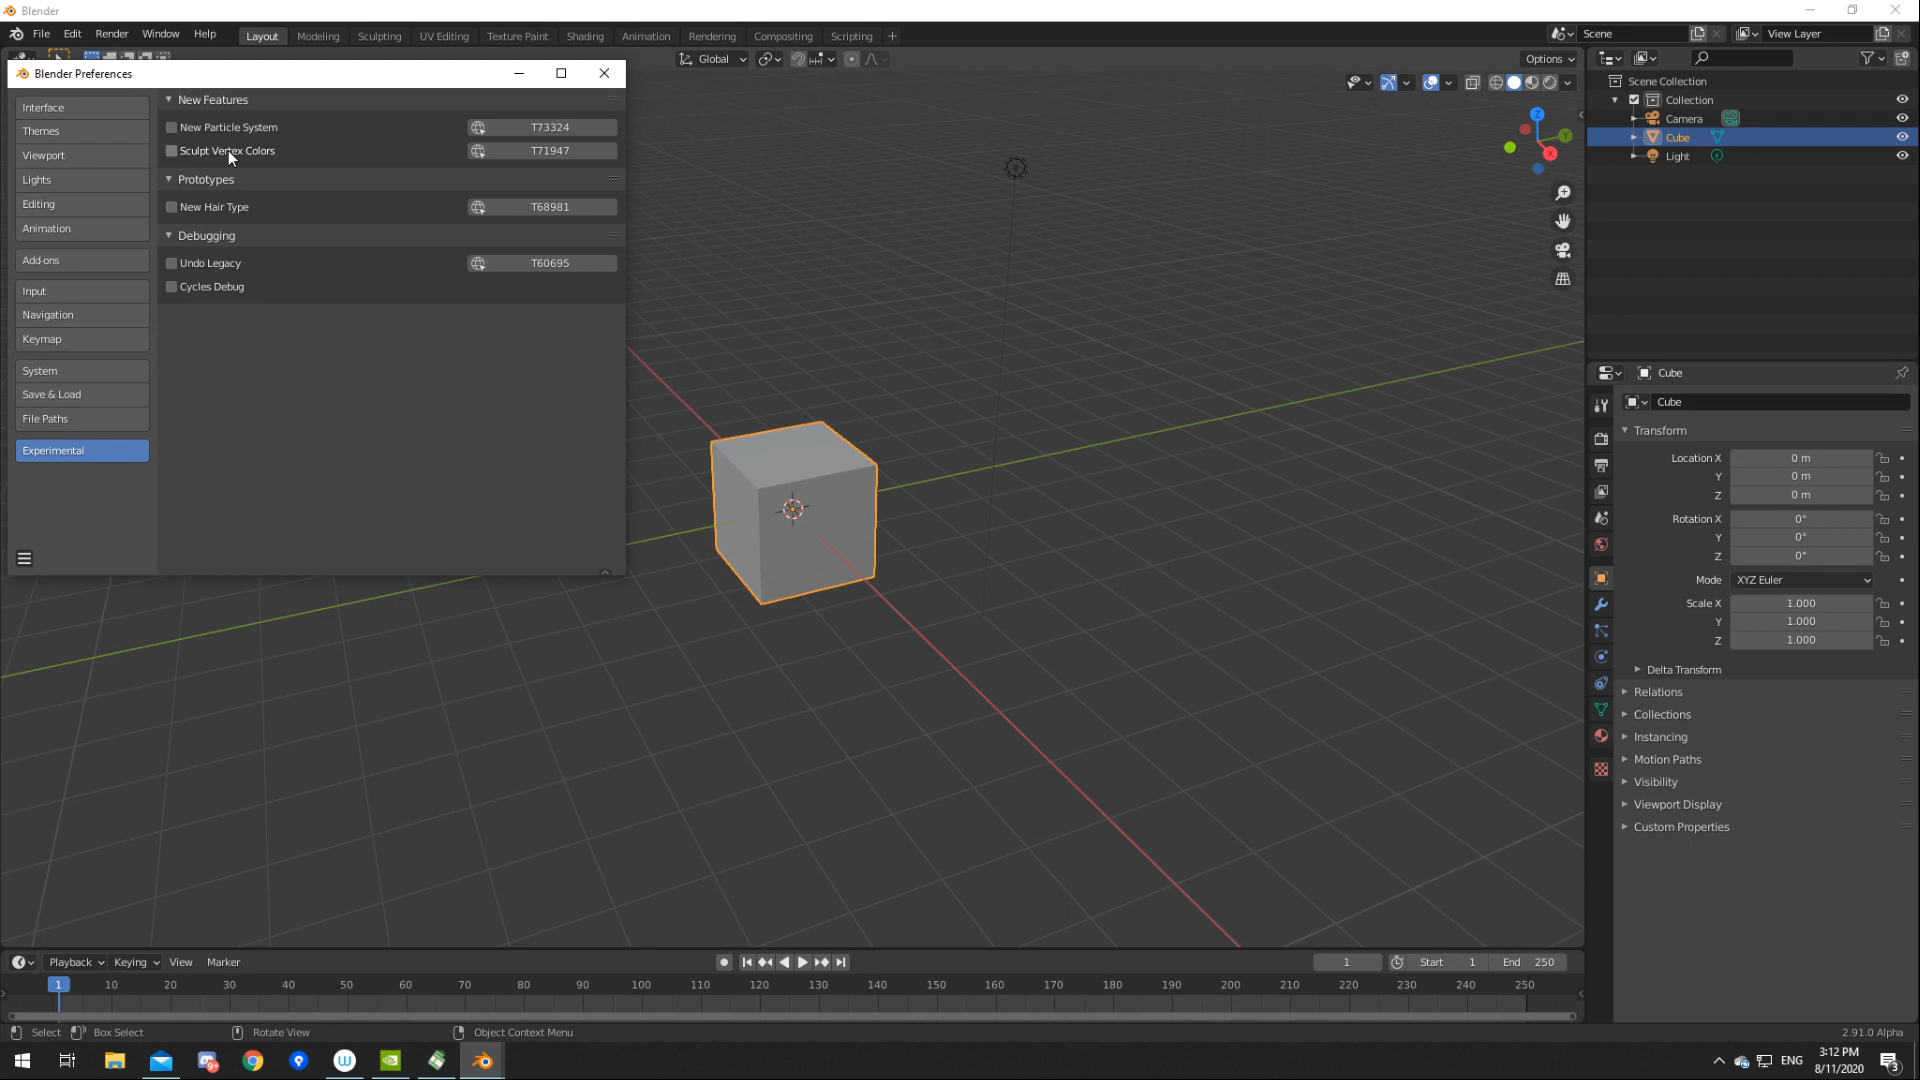 Blender
File Edit Render Window Help Layout Modeling Sculpting UV Editing Texture Paint Shading Animation Rendering Compositing Scripting + Scene View Layer
Global Options
Blender Preferences
Interface
Themes
Viewport
Lights
Editing
Animation
Add-ons
Input
Navigation
Keymap
System
Save & Load
File Paths
Experimental
New Features
New Particle System T73324
Sculpt Vertex Colors T71947
Prototypes
New Hair Type T68981
Debugging
Undo Legacy T60695
Cycles Debug
Z
Y
X
Scene Collection
Collection
Camera
Cube
Light
Cube
Cube
Transform
Location X 0 m
Y 0 m
Z 0 m
Rotation X 0°
Y 0°
Z 0°
Mode XYZ Euler
Scale X 1.000
Y 1.000
Z 1.000
Delta Transform
Relations
Collections
Instancing
Motion Paths
Visibility
Viewport Display
Custom Properties
Playback Keying View Marker 1 Start 1 End 250
1 10 20 30 40 50 60 70 80 90 100 110 120 130 140 150 160 170 180 190 200 210 220 230 240 250
Select Box Select Rotate View Object Context Menu 2.91.0 Alpha
ENG 3:12 PM
8/11/2020
3